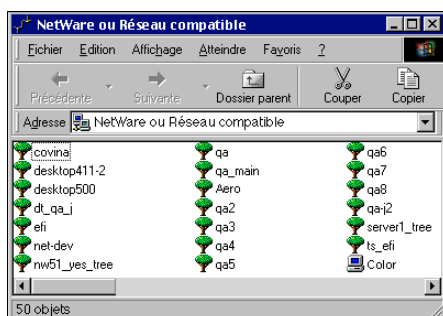 NetWare ou Réseau compatible
Fichier Edition Affichage Atteindre Favoris ?
Précédente Suivante Dossier parent Couper Copier
Adresse NetWare ou Réseau compatible
covina qa qa6
desktop411-2 qa_main qa7
desktop500 Aero qa8
dt_qa_j qa2 qa-j2
efi qa3 server1_tree
net-dev qa4 ts_efi
nw51_yes_tree qa5 Color
50 objets